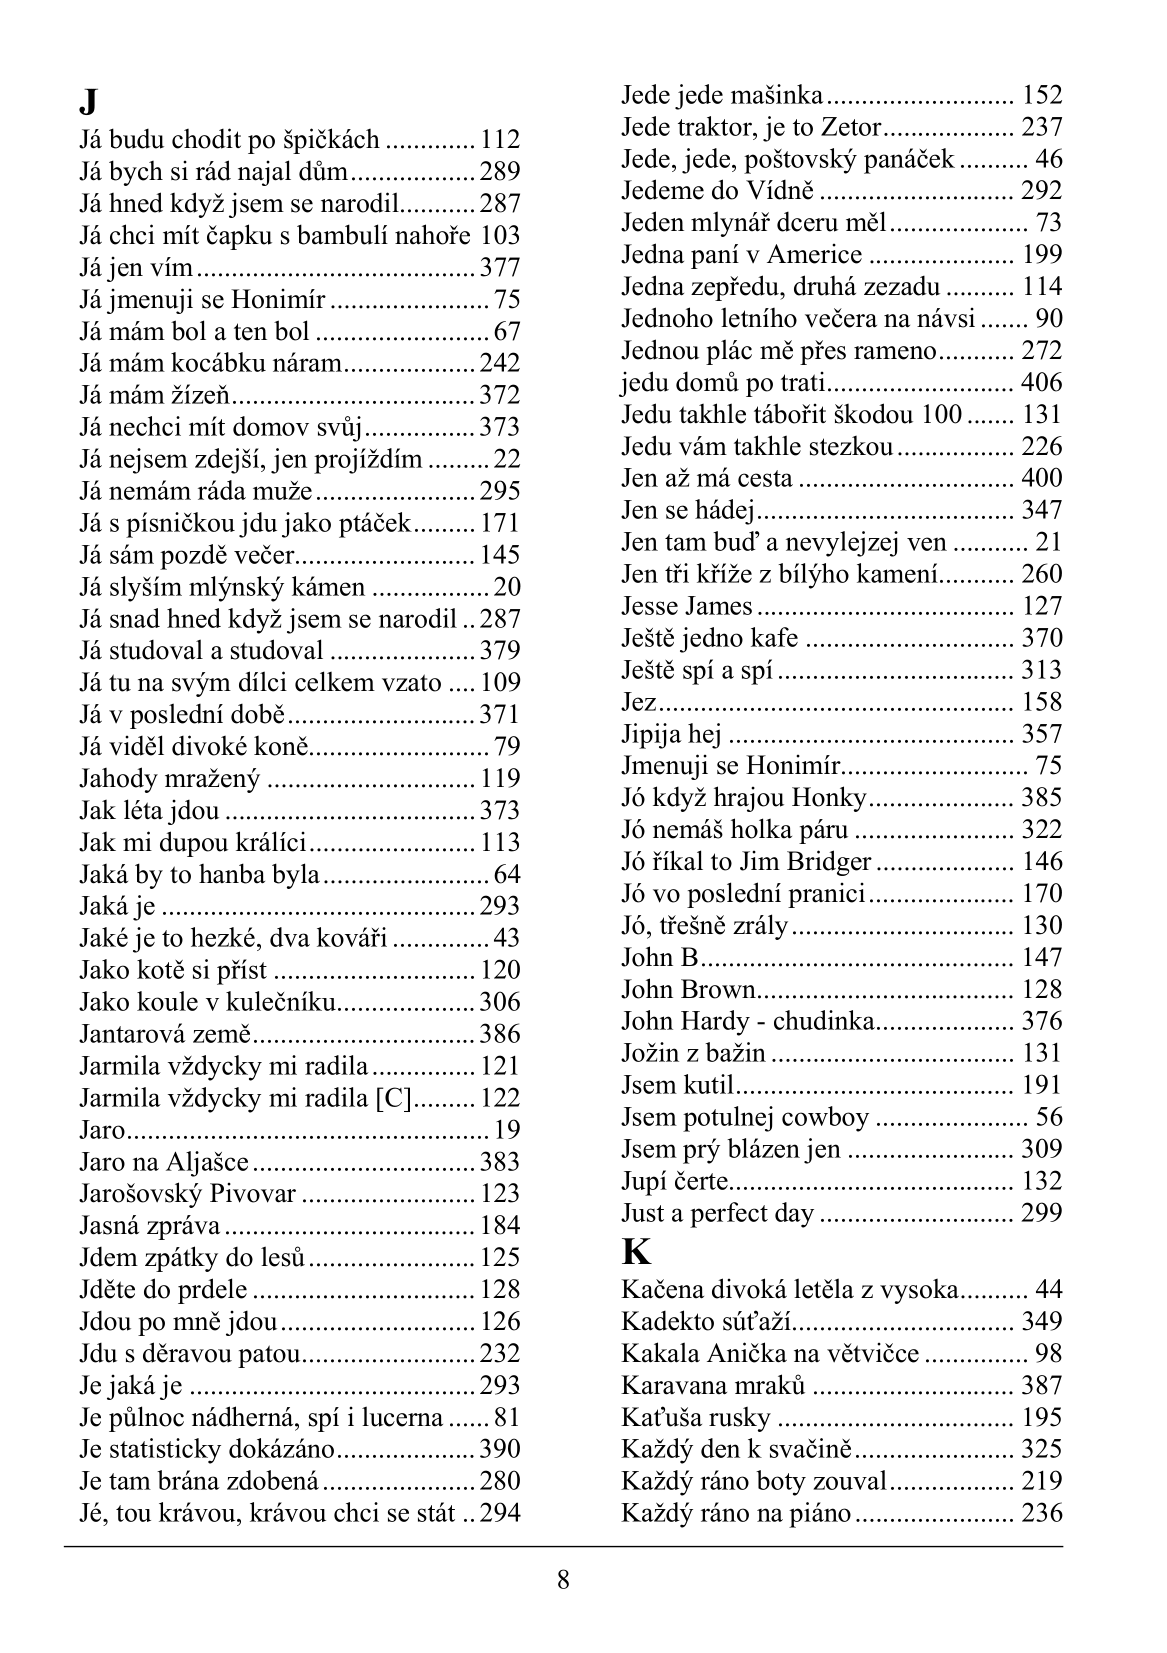 J
Já budu chodit po špičkách ............. 112
Já bych si rád najal dům.................. 289
Já hned když jsem se narodil........... 287
Já chci mít čapku s bambulí nahoře 103
Já jen vím........................................ 377
Já jmenuji se Honimír ....................... 75
Já mám bol a ten bol ......................... 67
Já mám kocábku náram................... 242
Já mám žízeň................................... 372
Já nechci mít domov svůj................ 373
Já nejsem zdejší, jen projíždím ......... 22
Já nemám ráda muže....................... 295
Já s písničkou jdu jako ptáček......... 171
Já sám pozdě večer.......................... 145
Já slyším mlýnský kámen ................. 20
Já snad hned když jsem se narodil .. 287
Já studoval a studoval ..................... 379
Já tu na svým dílci celkem vzato .... 109
Já v poslední době........................... 371
Já viděl divoké koně.......................... 79
Jahody mražený .............................. 119
Jak léta jdou .................................... 373
Jak mi dupou králíci........................ 113
Jaká by to hanba byla........................ 64
Jaká je ............................................. 293
Jaké je to hezké, dva kováři .............. 43
Jako kotě si příst ............................. 120
Jako koule v kulečníku.................... 306
Jantarová země................................ 386
Jarmila vždycky mi radila............... 121
Jarmila vždycky mi radila [C]......... 122
Jaro.................................................... 19
Jaro na Aljašce................................ 383
Jarošovský Pivovar ......................... 123
Jasná zpráva.................................... 184
Jdem zpátky do lesů........................ 125
Jděte do prdele ................................ 128
Jdou po mně jdou............................ 126
Jdu s děravou patou......................... 232
Je jaká je ......................................... 293
Je půlnoc nádherná, spí i lucerna ...... 81
Je statisticky dokázáno.................... 390
Je tam brána zdobená...................... 280
Jé, tou krávou, krávou chci se stát .. 294
Jede jede mašinka........................... 152
Jede traktor, je to Zetor................... 237
Jede, jede, poštovský panáček.......... 46
Jedeme do Vídně ............................ 292
Jeden mlynář dceru měl.................... 73
Jedna paní v Americe ..................... 199
Jedna zepředu, druhá zezadu .......... 114
Jednoho letního večera na návsi ....... 90
Jednou plác mě přes rameno........... 272
jedu domů po trati........................... 406
Jedu takhle tábořit škodou 100 ....... 131
Jedu vám takhle stezkou................. 226
Jen až má cesta ............................... 400
Jen se hádej..................................... 347
Jen tam buď a nevylejzej ven ........... 21
Jen tři kříže z bílýho kamení........... 260
Jesse James..................................... 127
Ještě jedno kafe .............................. 370
Ještě spí a spí.................................. 313
Jez................................................... 158
Jipija hej ......................................... 357
Jmenuji se Honimír........................... 75
Jó když hrajou Honky..................... 385
Jó nemáš holka páru ....................... 322
Jó říkal to Jim Bridger.................... 146
Jó vo poslední pranici..................... 170
Jó, třešně zrály................................ 130
John B............................................. 147
John Brown..................................... 128
John Hardy - chudinka.................... 376
Jožin z bažin ................................... 131
Jsem kutil........................................ 191
Jsem potulnej cowboy ...................... 56
Jsem prý blázen jen ........................ 309
Jupí čerte......................................... 132
Just a perfect day ............................ 299
K
Kačena divoká letěla z vysoka.......... 44
Kadekto súťaží................................ 349
Kakala Anička na větvičce ............... 98
Karavana mraků ............................. 387
Kaťuša rusky .................................. 195
Každý den k svačině....................... 325
Každý ráno boty zouval.................. 219
Každý ráno na piáno....................... 236
8